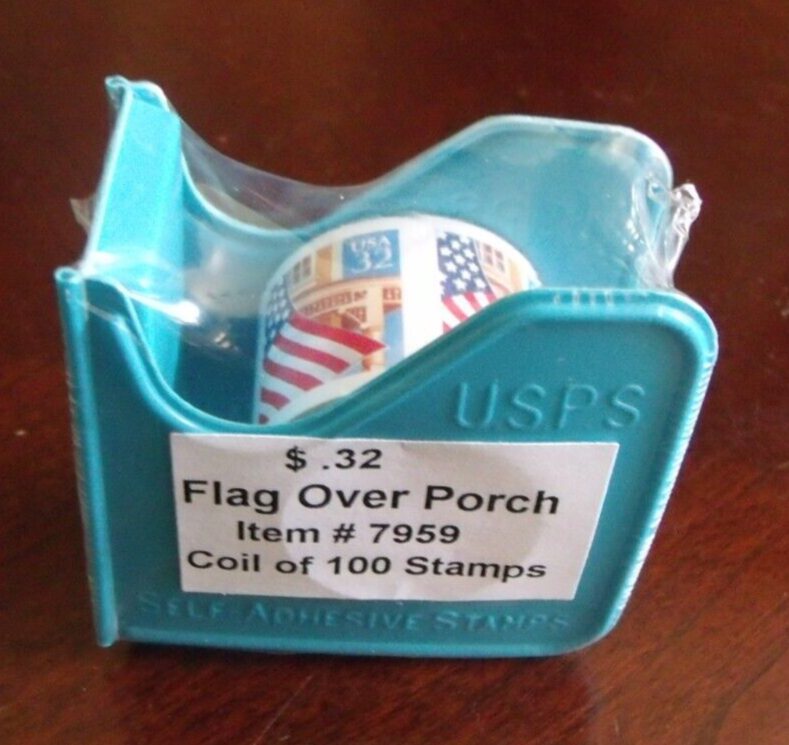 USA
32
USPS
$ .32
Flag Over Porch
Item # 7959
Coil of 100 Stamps
SELF-ADHESIVE STAMPS